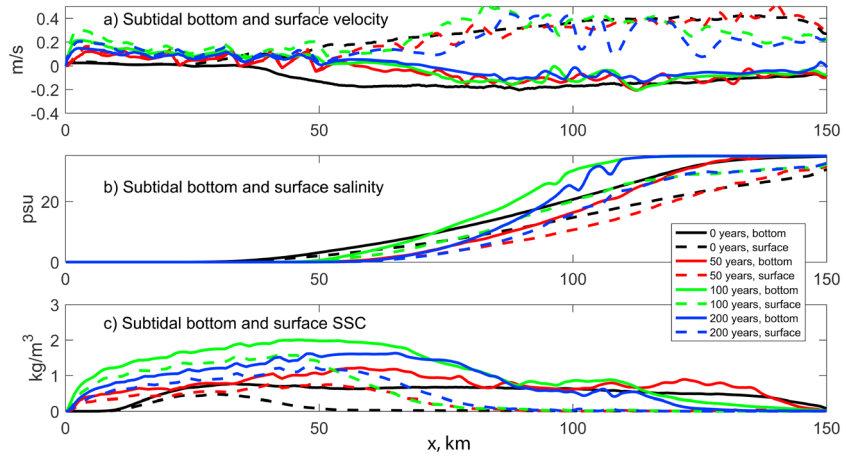 a) Subtidal bottom and surface velocity
m/s
0.4
0.2
0
-0.2
-0.4
0
50
100
150
b) Subtidal bottom and surface salinity
psu
20
0
0
50
100
150
0 years, bottom
0 years, surface
50 years, bottom
50 years, surface
100 years, bottom
100 years, surface
200 years, bottom
200 years, surface
c) Subtidal bottom and surface SSC
kg/m³
3
2
1
0
0
50
100
150
x, km